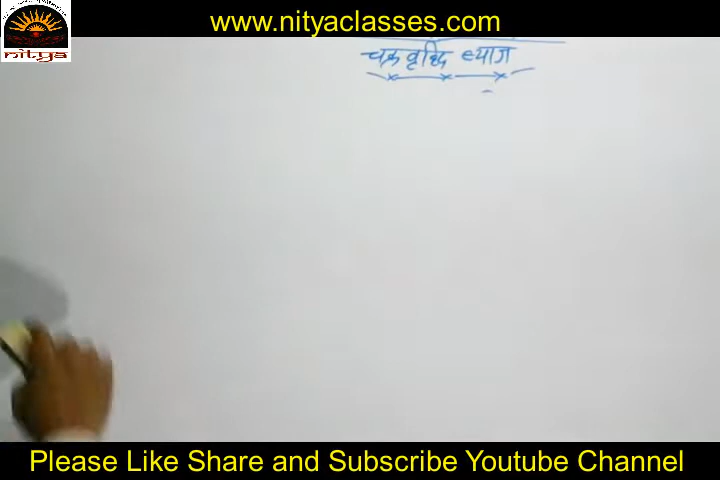 www.nityaclasses.com
nitya
चक्रवृद्धि ब्याज
Please Like Share and Subscribe Youtube Channel